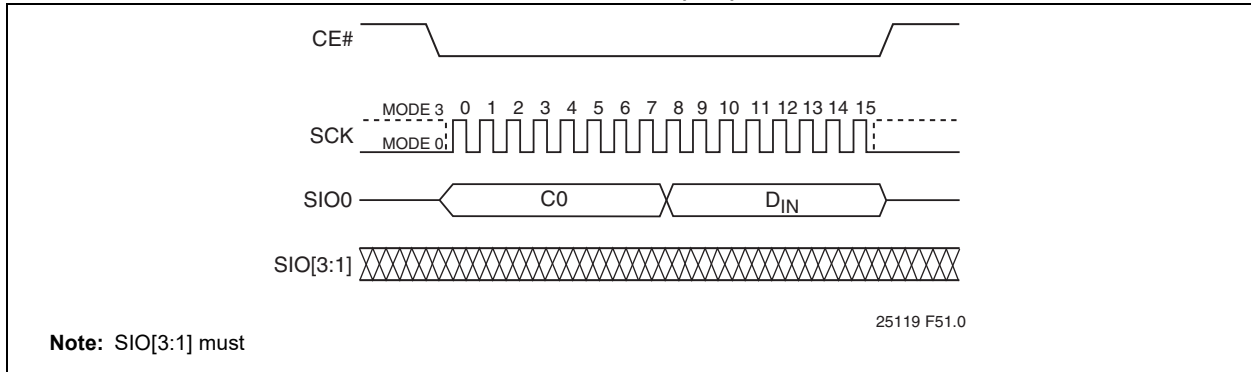 CE#
MODE 3 0 1 2 3 4 5 6 7 8 9 10 11 12 13 14 15
SCK
MODE 0
SIO0 C0 DIN
SIO[3:1]
25119 F51.0
Note: SIO[3:1] must